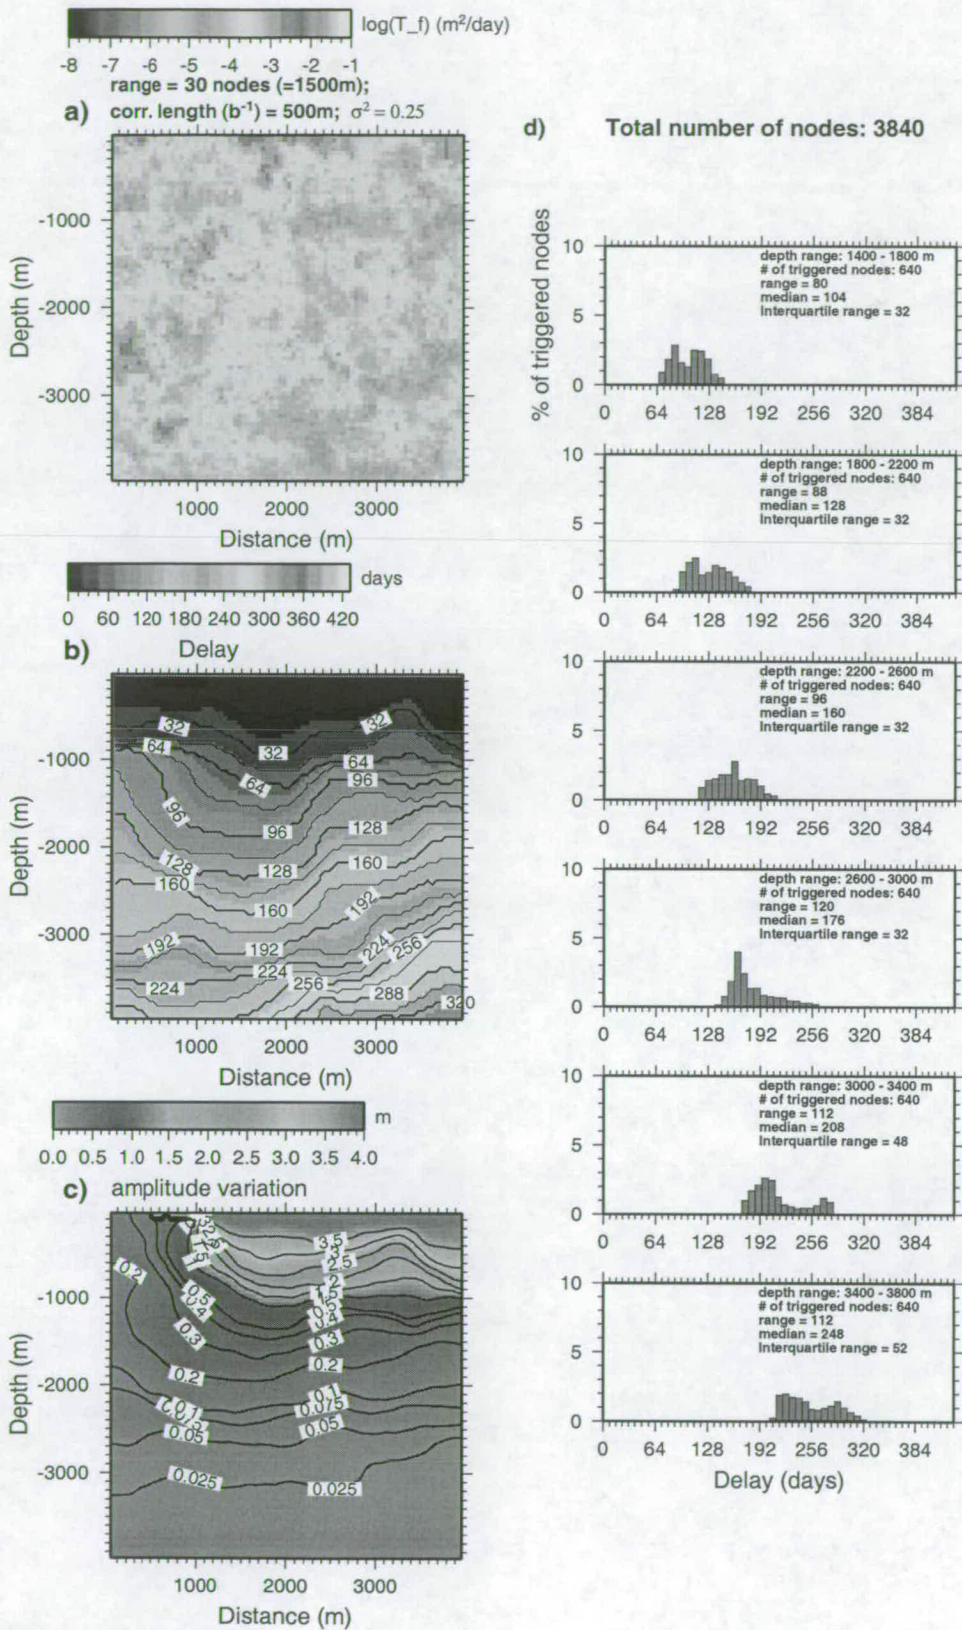 log(T_f) (m²/day)
-8 -7 -6 -5 -4 -3 -2 -1
range = 30 nodes (=1500m);
a) corr. length (b⁻¹) = 500m; σ² = 0.25
-1000
-2000
-3000
Depth (m)
1000 2000 3000
Distance (m)
days
0 60 120 180 240 300 360 420
b) Delay
32 32
32
64 64
64 96
96
96 128
128 128 160
160
160 192
192 192 224 256
224
224 256 288 320
-1000
-2000
-3000
Depth (m)
1000 2000 3000
Distance (m)
m
0.0 0.5 1.0 1.5 2.0 2.5 3.0 3.5 4.0
c) amplitude variation
3.5
3
2.5
2
1.5
0.2
0.5 0.5
0.4 0.4
0.3 0.3
0.2 0.2
0.1 0.1
0.075 0.075
0.05 0.05
0.025 0.025
-1000
-2000
-3000
Depth (m)
1000 2000 3000
Distance (m)
d) Total number of nodes: 3840
% of triggered nodes
10
5
0
depth range: 1400 - 1800 m
# of triggered nodes: 640
range = 80
median = 104
Interquartile range = 32
0 64 128 192 256 320 384
10
5
0
depth range: 1800 - 2200 m
# of triggered nodes: 640
range = 88
median = 128
Interquartile range = 32
0 64 128 192 256 320 384
10
5
0
depth range: 2200 - 2600 m
# of triggered nodes: 640
range = 96
median = 160
Interquartile range = 32
0 64 128 192 256 320 384
10
5
0
depth range: 2600 - 3000 m
# of triggered nodes: 640
range = 120
median = 176
Interquartile range = 32
0 64 128 192 256 320 384
10
5
0
depth range: 3000 - 3400 m
# of triggered nodes: 640
range = 112
median = 208
Interquartile range = 48
0 64 128 192 256 320 384
10
5
0
depth range: 3400 - 3800 m
# of triggered nodes: 640
range = 112
median = 248
Interquartile range = 52
0 64 128 192 256 320 384
Delay (days)